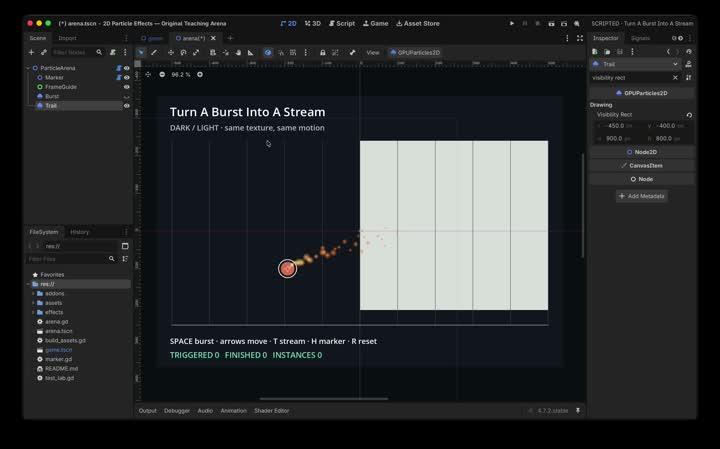 (*) arena.tscn - 2D Particle Effects — Original Teaching Arena
2D 3D Script Game Asset Store
SCRIPTED · Turn A Burst Into A Stream
Scene Import
game arena(*)
Inspector Signals
Filter Nodes
View GPUParticles2D
96.2 %
Trail
ParticleArena
Marker
FrameGuide
Burst
Trail
visibility rect
GPUParticles2D
Drawing
Visibility Rect
x -450.0 px y -400.0 px
w 900.0 px h 800.0 px
Node2D
CanvasItem
Node
Add Metadata
Turn A Burst Into A Stream
DARK / LIGHT · same texture, same motion
SPACE burst · arrows move · T stream · H marker · R reset
TRIGGERED 0 FINISHED 0 INSTANCES 0
FileSystem History
res://
Filter Files
Favorites
res://
addons
assets
effects
arena.gd
arena.tscn
build_assets.gd
game.tscn
marker.gd
README.md
test_lab.gd
Output Debugger Audio Animation Shader Editor
4.7.2.stable